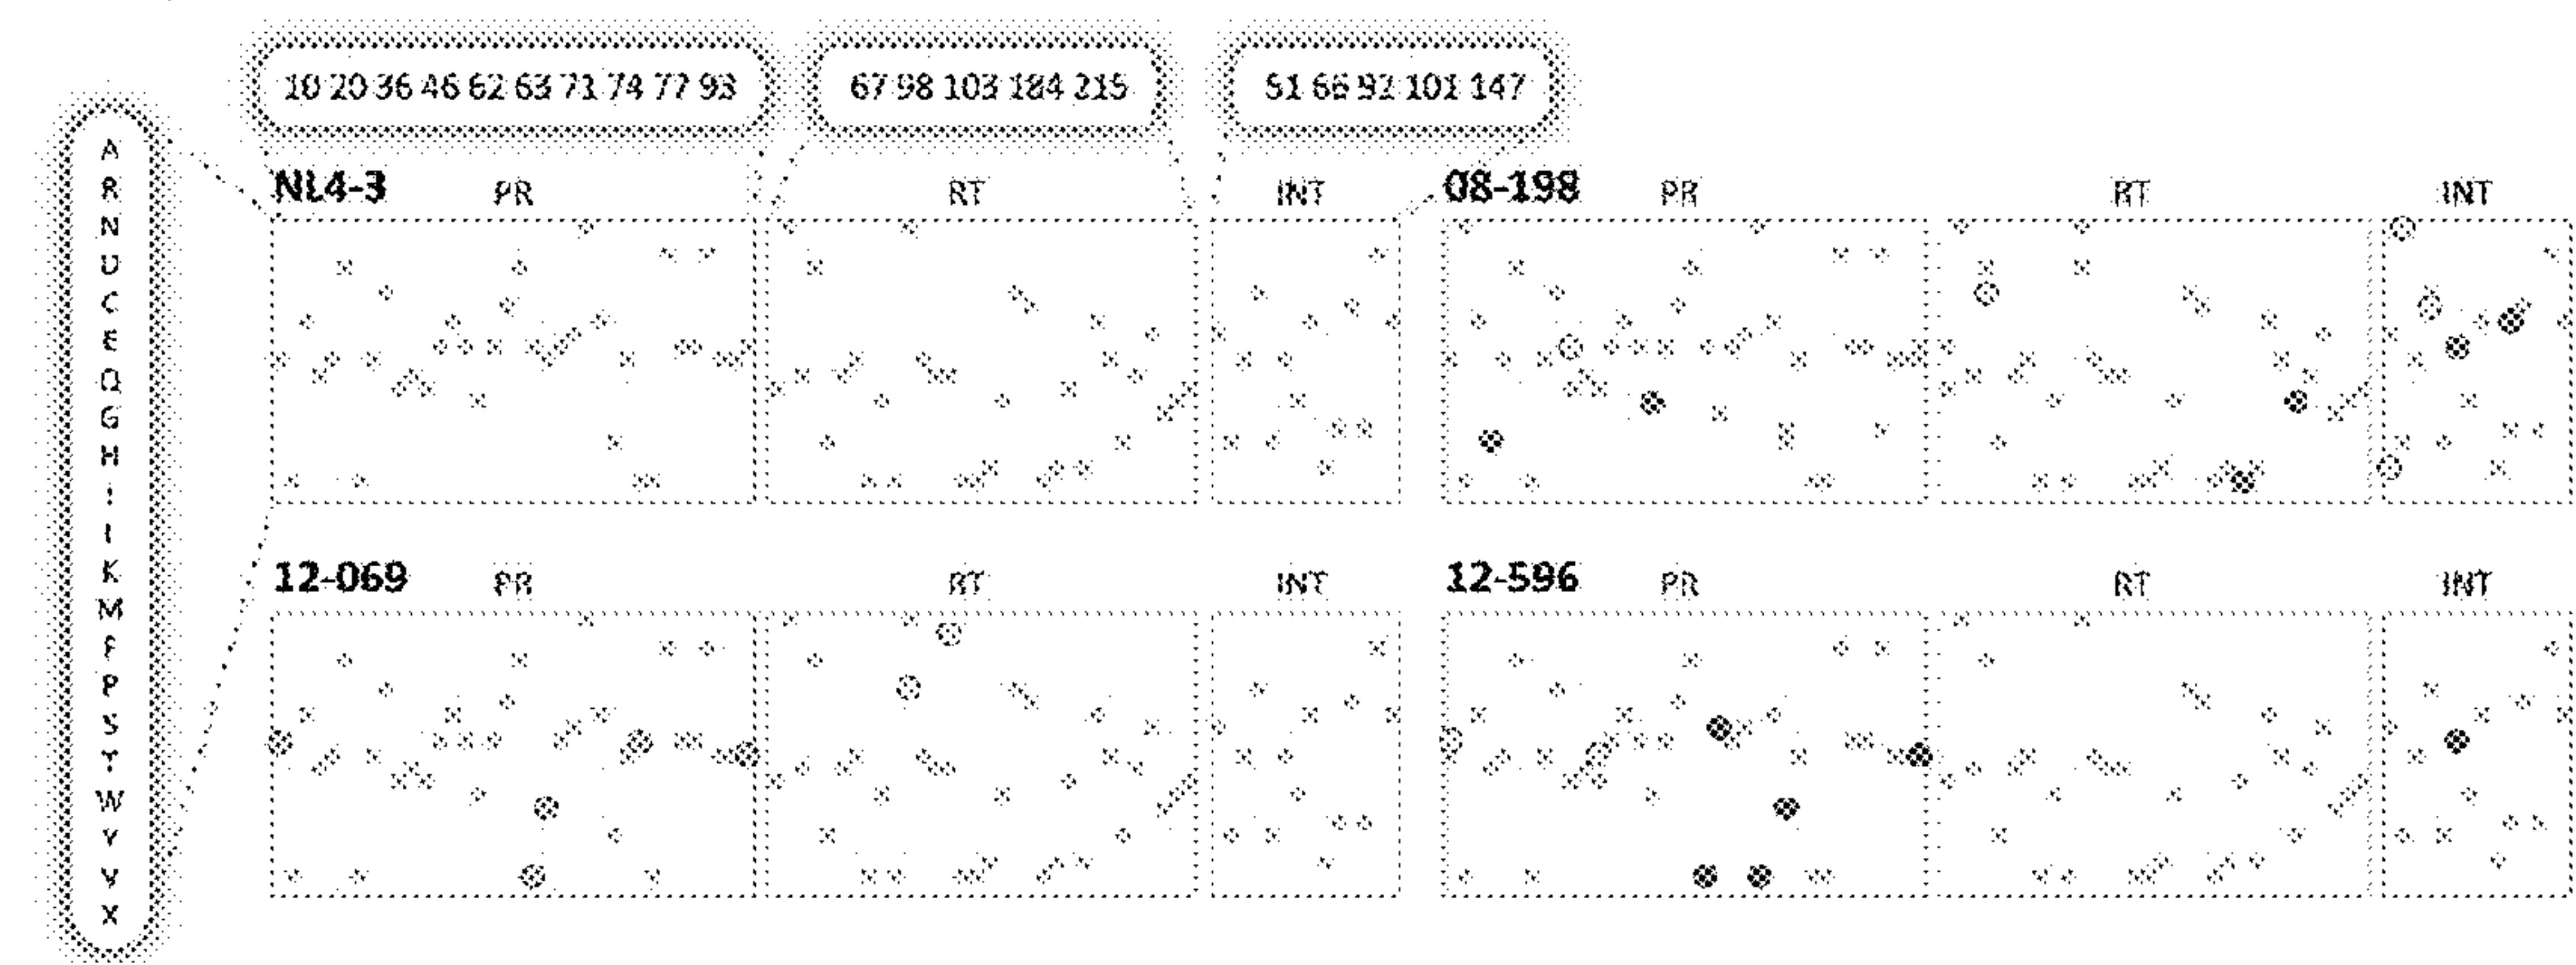 10 20 36 46 62 63 71 74 77 93
67 98 103 184 215
51 66 92 101 147
A
R
N
D
C
E
Q
G
H
I
L
K
M
F
P
S
T
W
Y
V
X
NL4-3 PR RT INT
08-198 PR RT INT
12-069 PR RT INT
12-596 PR RT INT